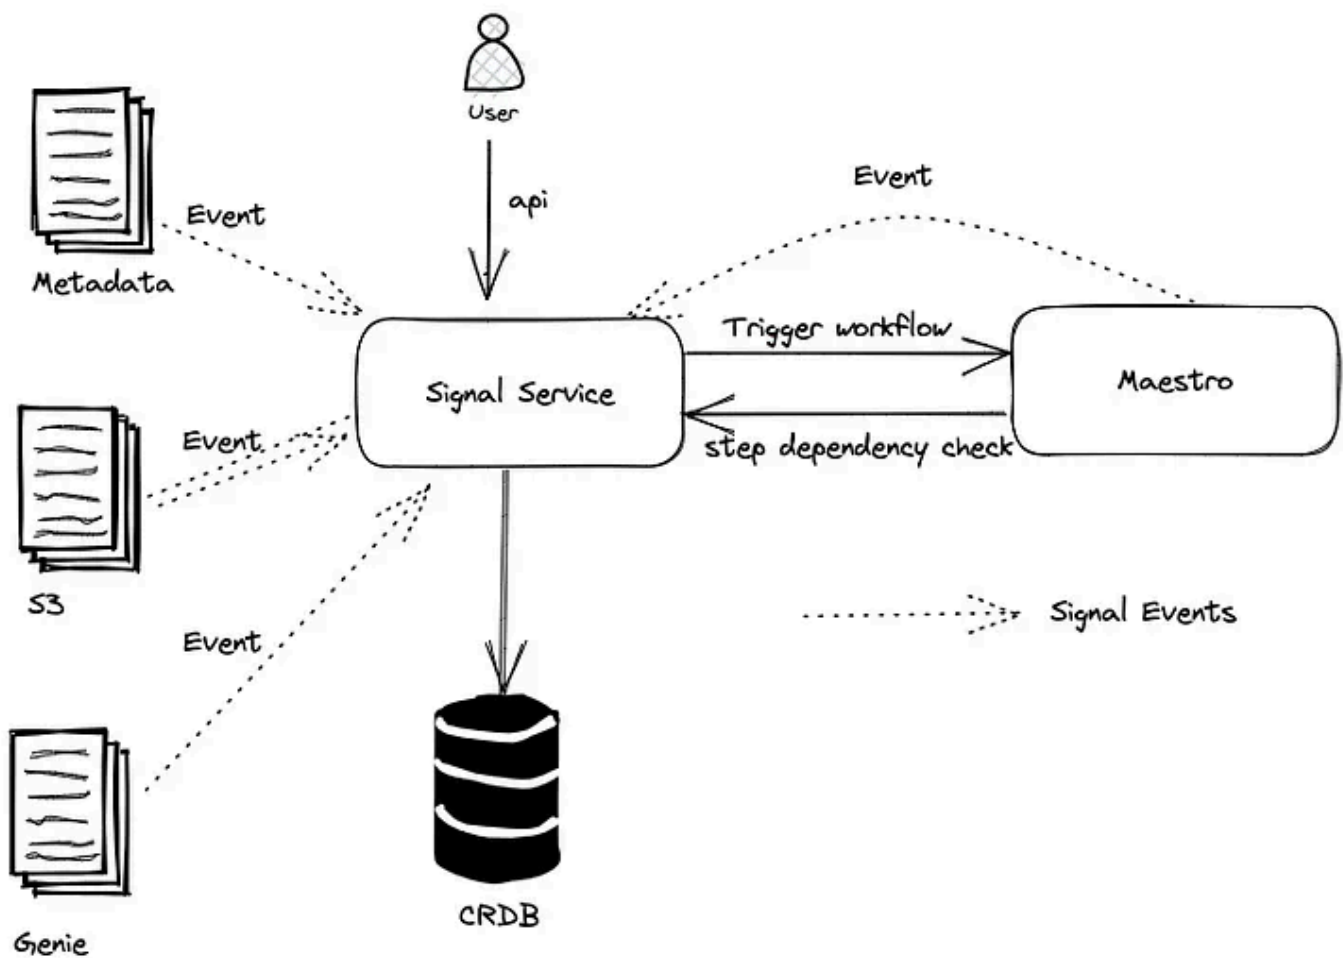 User
Event
Event
api
Metadata
Trigger workflow
Signal Service
Maestro
Event
step dependency check
S3
Event
Signal Events
CRDB
Genie